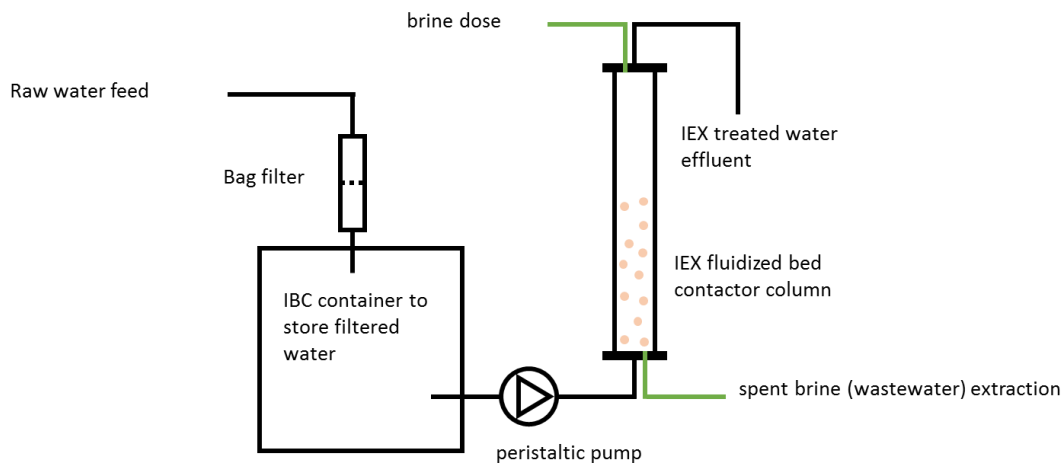 brine dose
Raw water feed
IEX treated water
effluent
Bag filter
IEX fluidized bed
contactor column
IBC container to
store filtered
water
spent brine (wastewater) extraction
peristaltic pump